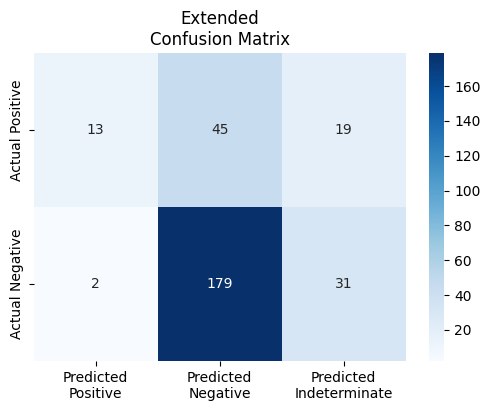 Extended
Confusion Matrix
Actual Positive
13
45
19
160
140
120
100
80
60
40
20
Actual Negative
2
179
31
Predicted
Positive
Predicted
Negative
Predicted
Indeterminate